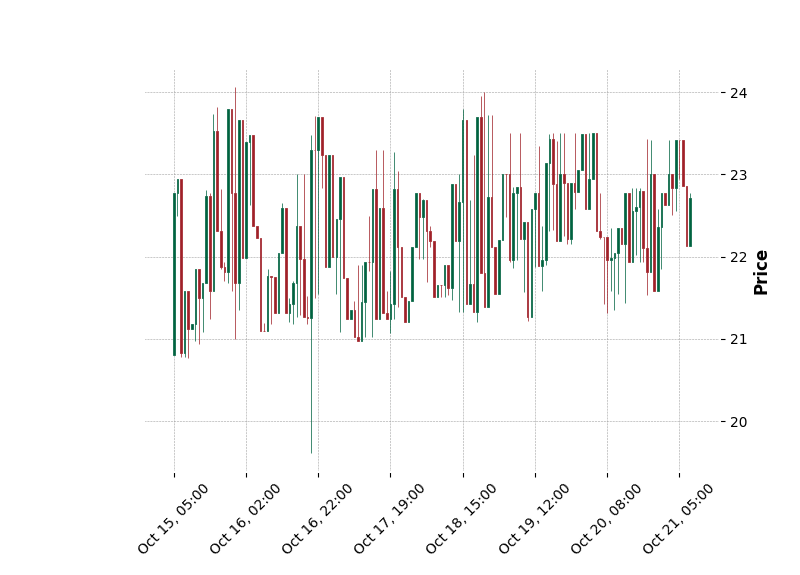 24
23
22
21
20
Price
Oct 15, 05:00
Oct 16, 02:00
Oct 16, 22:00
Oct 17, 19:00
Oct 18, 15:00
Oct 19, 12:00
Oct 20, 08:00
Oct 21, 05:00